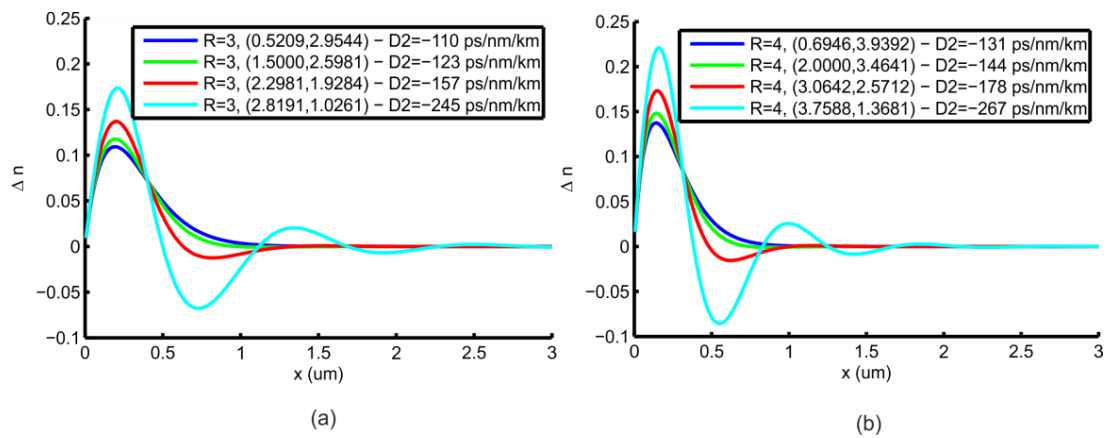 0.25
0.2
0.15
0.1
0.05
0
−0.05
−0.1
Δ n
R=3, (0.5209,2.9544) − D2=−110 ps/nm/km
R=3, (1.5000,2.5981) − D2=−123 ps/nm/km
R=3, (2.2981,1.9284) − D2=−157 ps/nm/km
R=3, (2.8191,1.0261) − D2=−245 ps/nm/km
0 0.5 1 1.5 2 2.5 3
x (um)
(a)
0.25
0.2
0.15
0.1
0.05
0
−0.05
−0.1
Δ n
R=4, (0.6946,3.9392) − D2=−131 ps/nm/km
R=4, (2.0000,3.4641) − D2=−144 ps/nm/km
R=4, (3.0642,2.5712) − D2=−178 ps/nm/km
R=4, (3.7588,1.3681) − D2=−267 ps/nm/km
0 0.5 1 1.5 2 2.5 3
x (um)
(b)